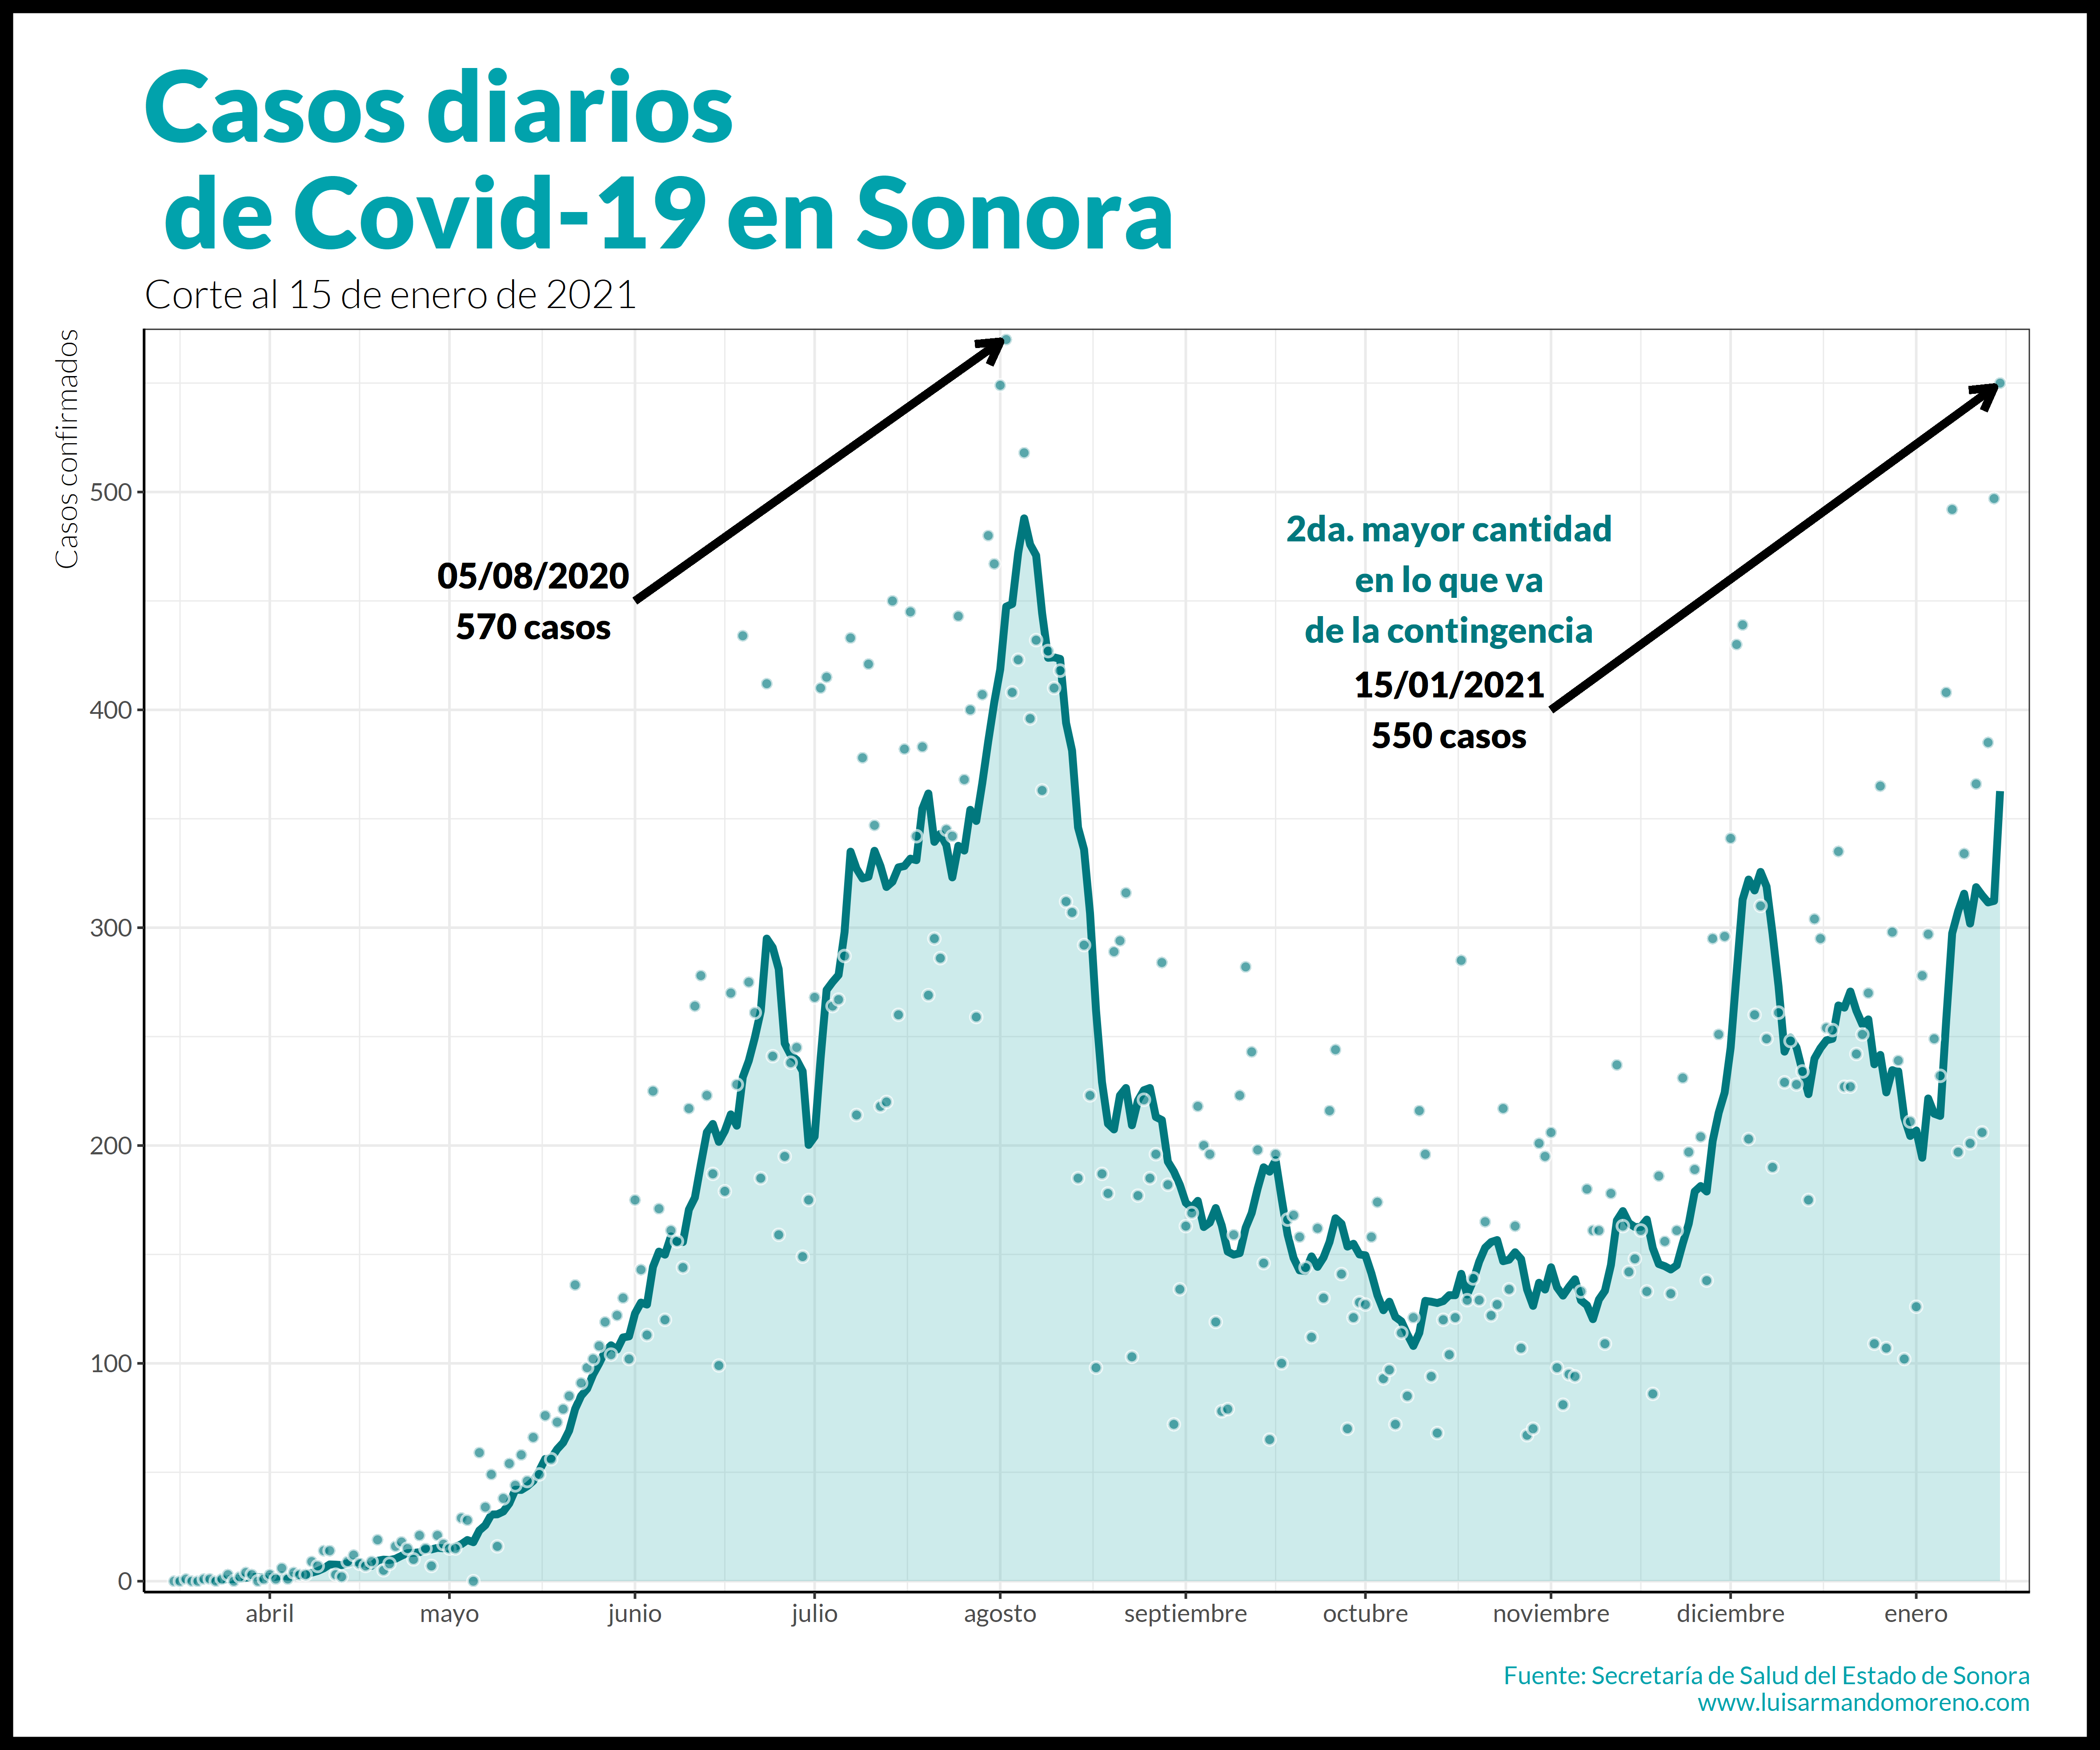 Casos diarios
de Covid-19 en Sonora
Corte al 15 de enero de 2021
Casos confirmados
500
400
300
200
100
0
05/08/2020
570 casos
2da. mayor cantidad
en lo que va
de la contingencia
15/01/2021
550 casos
abril mayo junio julio agosto septiembre octubre noviembre diciembre enero
Fuente: Secretaría de Salud del Estado de Sonora
www.luisarmandomoreno.com